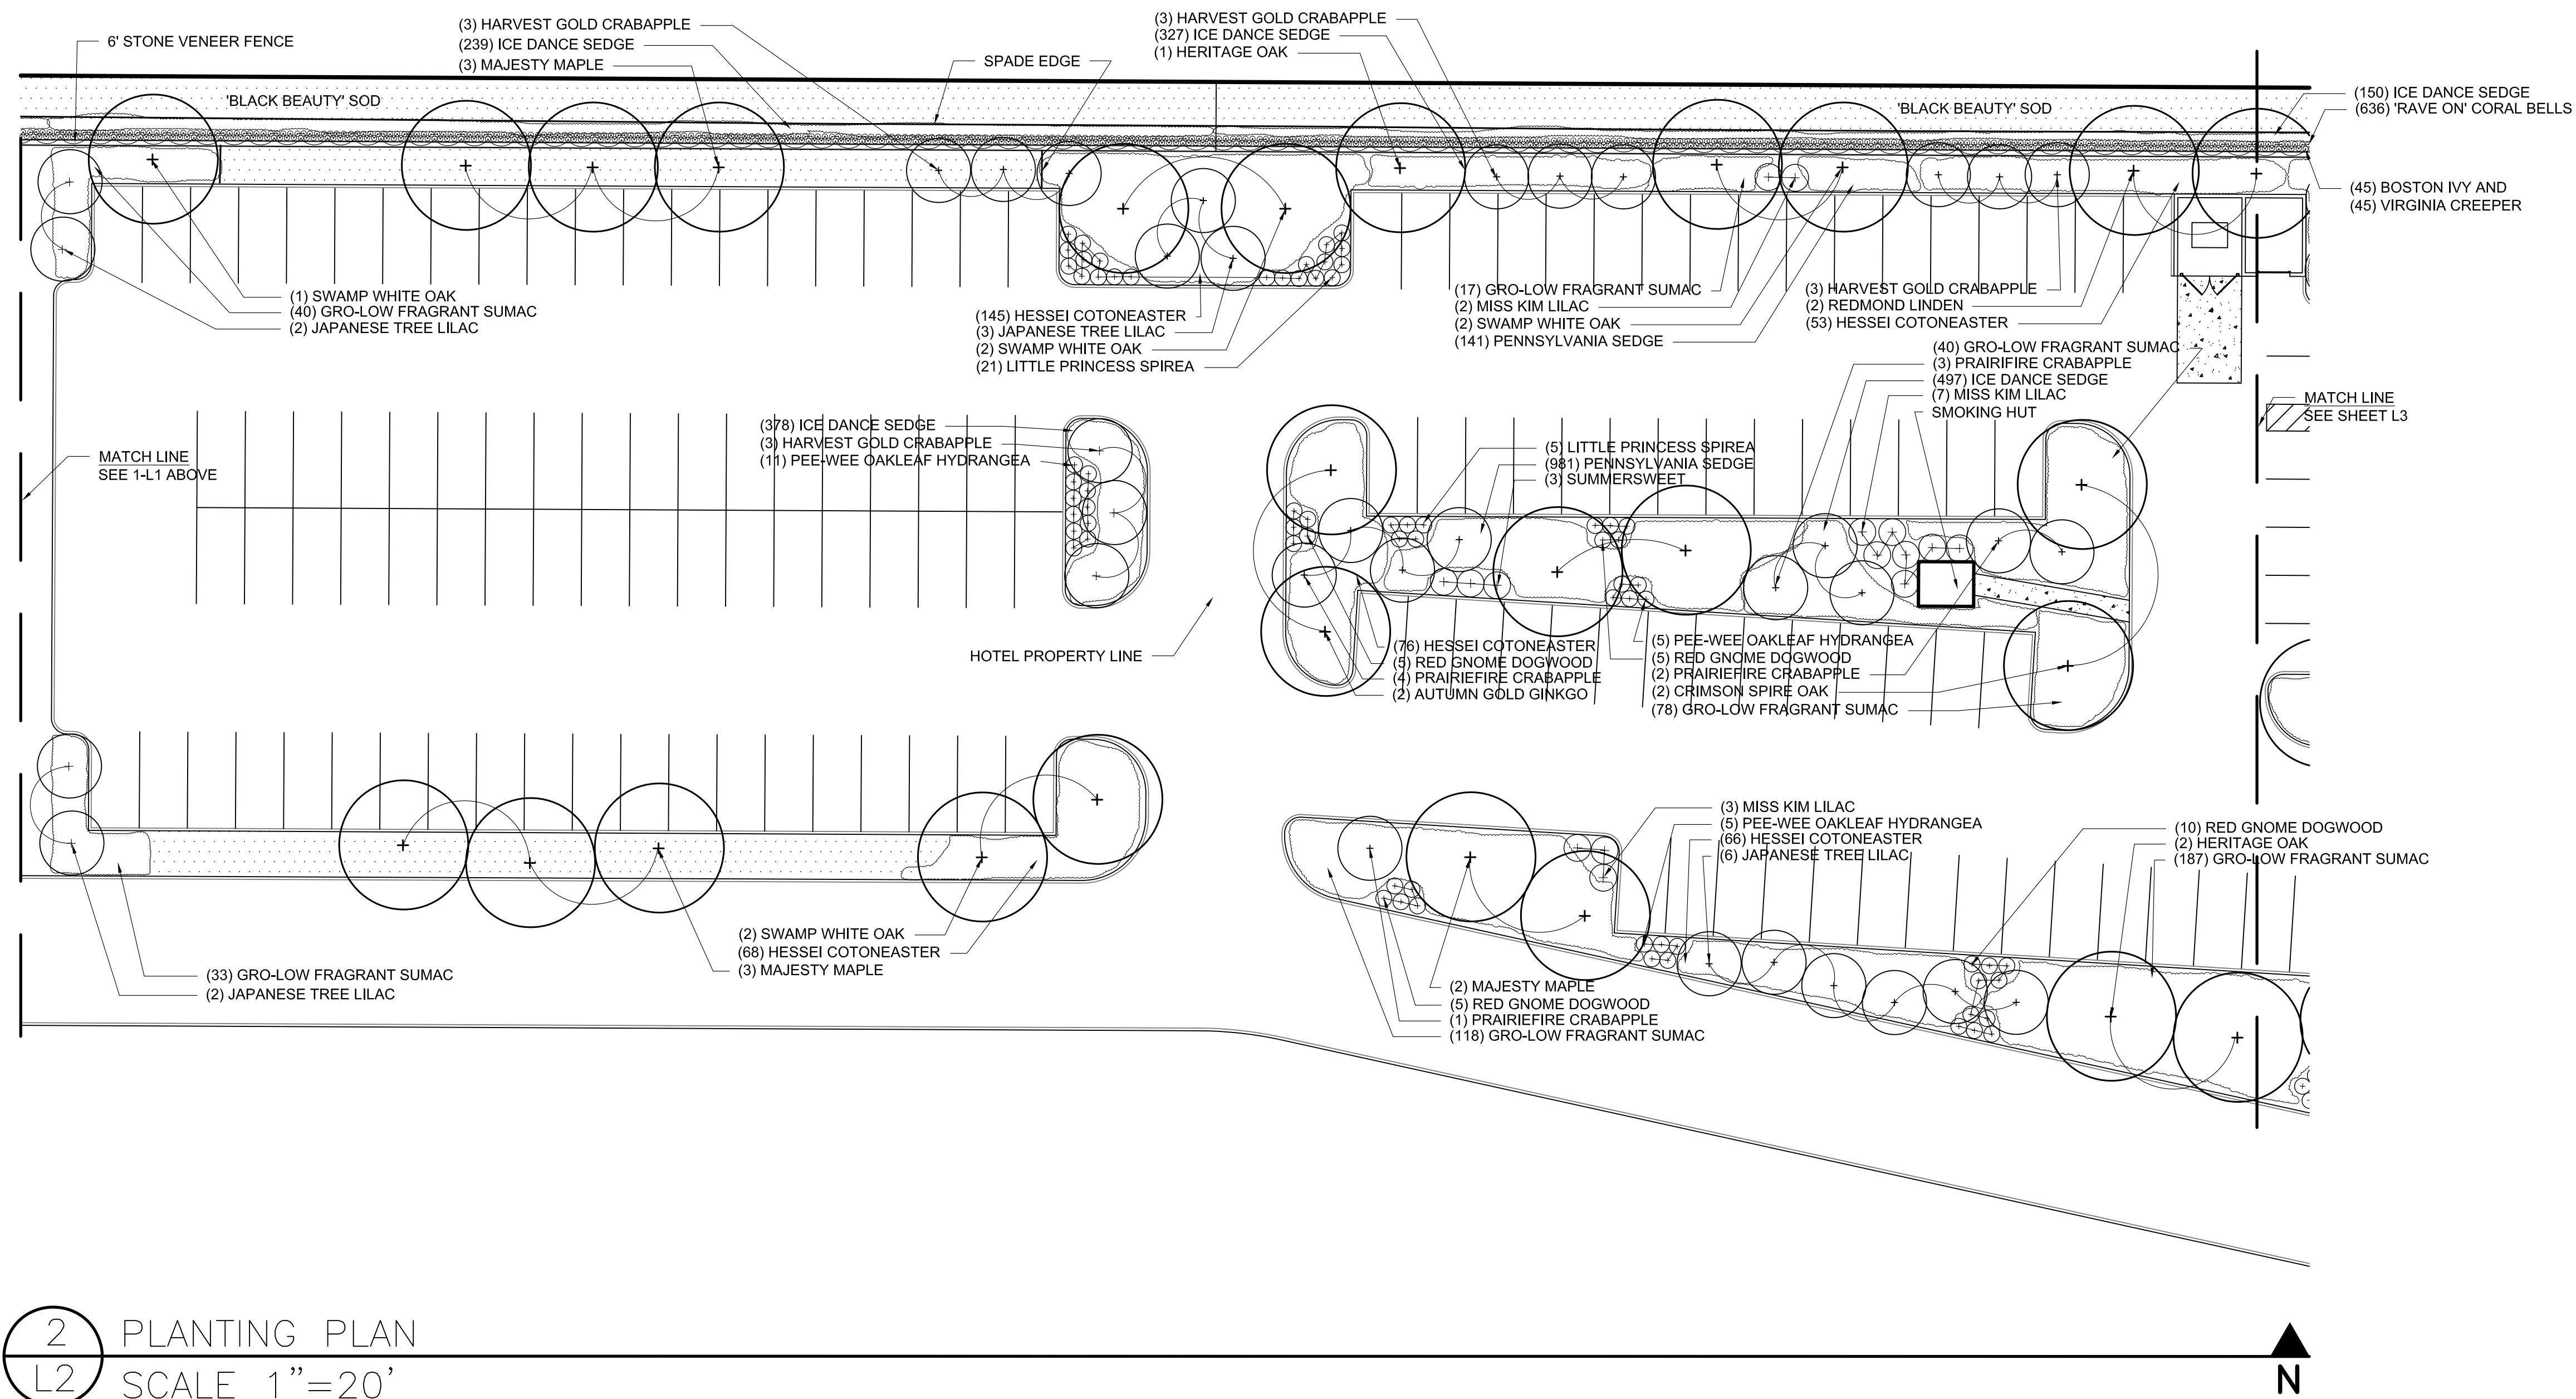 6' STONE VENEER FENCE
(3) HARVEST GOLD CRABAPPLE
(239) ICE DANCE SEDGE
(3) MAJESTY MAPLE
SPADE EDGE
(3) HARVEST GOLD CRABAPPLE
(327) ICE DANCE SEDGE
(1) HERITAGE OAK
'BLACK BEAUTY' SOD
'BLACK BEAUTY' SOD
(150) ICE DANCE SEDGE
(636) 'RAVE ON' CORAL BELLS
(45) BOSTON IVY AND
(45) VIRGINIA CREEPER
(1) SWAMP WHITE OAK
(40) GRO-LOW FRAGRANT SUMAC
(2) JAPANESE TREE LILAC
(145) HESSEI COTONEASTER
(3) JAPANESE TREE LILAC
(2) SWAMP WHITE OAK
(21) LITTLE PRINCESS SPIREA
(17) GRO-LOW FRAGRANT SUMAC
(2) MISS KIM LILAC
(2) SWAMP WHITE OAK
(141) PENNSYLVANIA SEDGE
(3) HARVEST GOLD CRABAPPLE
(2) REDMOND LINDEN
(53) HESSEI COTONEASTER
(40) GRO-LOW FRAGRANT SUMAC
(3) PRAIRIFIRE CRABAPPLE
(497) ICE DANCE SEDGE
(7) MISS KIM LILAC
SMOKING HUT
MATCH LINE
SEE SHEET L3
(378) ICE DANCE SEDGE
(3) HARVEST GOLD CRABAPPLE
(11) PEE-WEE OAKLEAF HYDRANGEA
MATCH LINE
SEE 1-L1 ABOVE
(5) LITTLE PRINCESS SPIREA
(981) PENNSYLVANIA SEDGE
(3) SUMMERSWEET
HOTEL PROPERTY LINE
(76) HESSEI COTONEASTER
(5) RED GNOME DOGWOOD
(4) PRAIRIEFIRE CRABAPPLE
(2) AUTUMN GOLD GINKGO
(5) PEE-WEE OAKLEAF HYDRANGEA
(5) RED GNOME DOGWOOD
(2) PRAIRIEFIRE CRABAPPLE
(2) CRIMSON SPIRE OAK
(78) GRO-LOW FRAGRANT SUMAC
(3) MISS KIM LILAC
(5) PEE-WEE OAKLEAF HYDRANGEA
(66) HESSEI COTONEASTER
(6) JAPANESE TREE LILAC
(10) RED GNOME DOGWOOD
(2) HERITAGE OAK
(187) GRO-LOW FRAGRANT SUMAC
(2) SWAMP WHITE OAK
(68) HESSEI COTONEASTER
(3) MAJESTY MAPLE
(33) GRO-LOW FRAGRANT SUMAC
(2) JAPANESE TREE LILAC
(2) MAJESTY MAPLE
(5) RED GNOME DOGWOOD
(1) PRAIRIEFIRE CRABAPPLE
(118) GRO-LOW FRAGRANT SUMAC
2 PLANTING PLAN
L2 SCALE 1"=20'
N